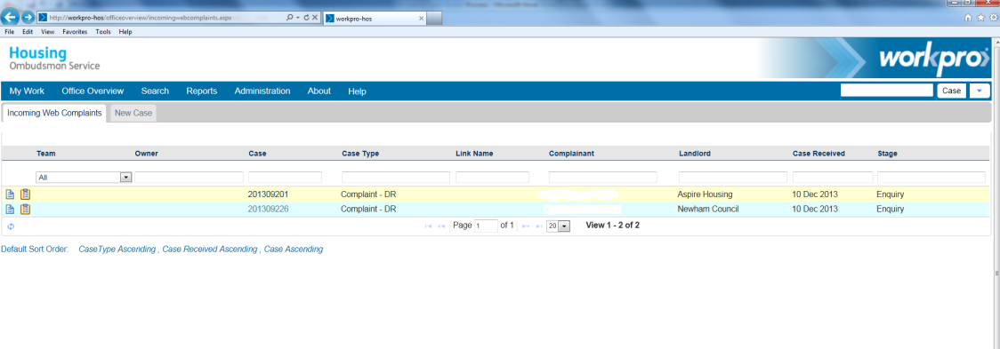 http://workpro-hos/officeoverview/incomingwebcomplaints.aspx
workpro-hos
File Edit View Favorites Tools Help
Housing
Ombudsman Service
workpro
My Work Office Overview Search Reports Administration About Help
Case
Incoming Web Complaints New Case
Team Owner Case Case Type Link Name Complainant Landlord Case Received Stage
All
201309201 Complaint - DR Aspire Housing 10 Dec 2013 Enquiry
201309226 Complaint - DR Newham Council 10 Dec 2013 Enquiry
Page 1 of 1 20 View 1 - 2 of 2
Default Sort Order: CaseType Ascending , Case Received Ascending , Case Ascending